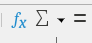 fx Σ =